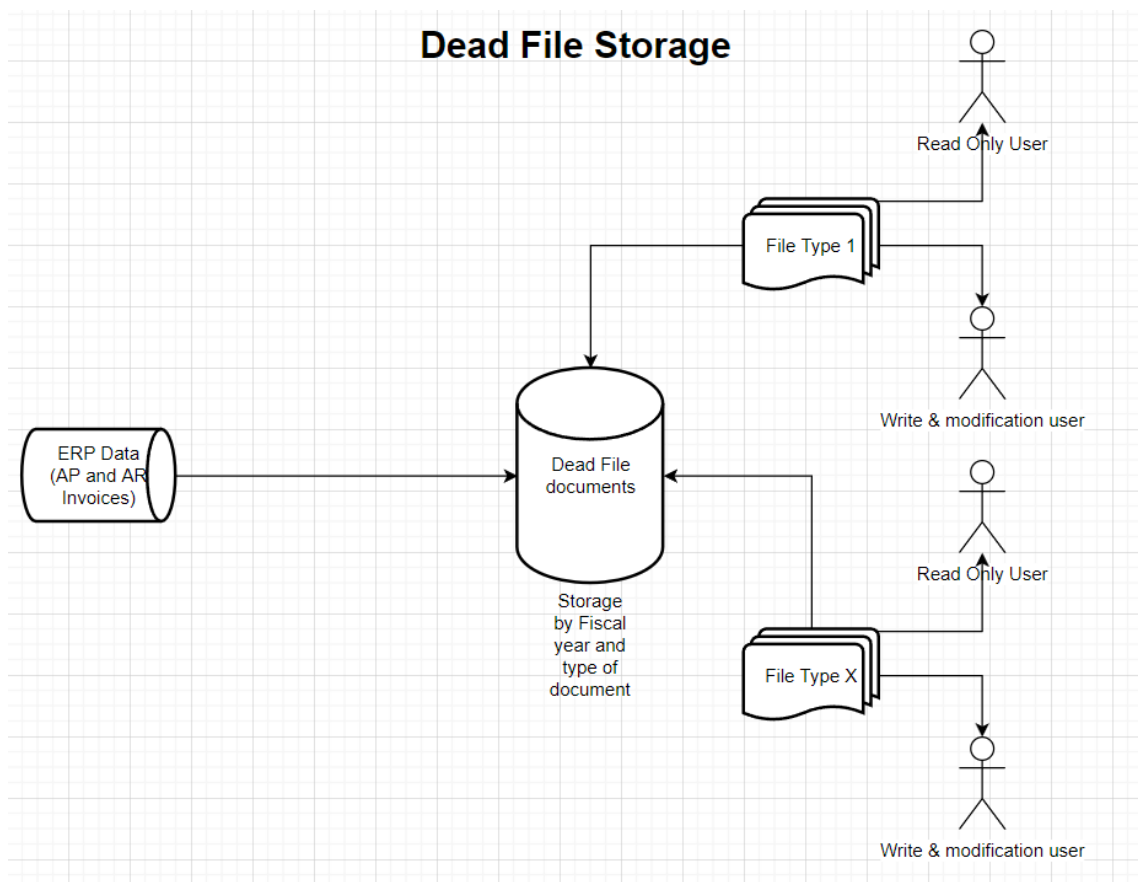 Dead File Storage
Read Only User
File Type 1
Write & modification user
ERP Data
(AP and AR
Invoices)
Dead File
documents
Read Only User
Storage
by Fiscal
year and
type of
document
File Type X
Write & modification user